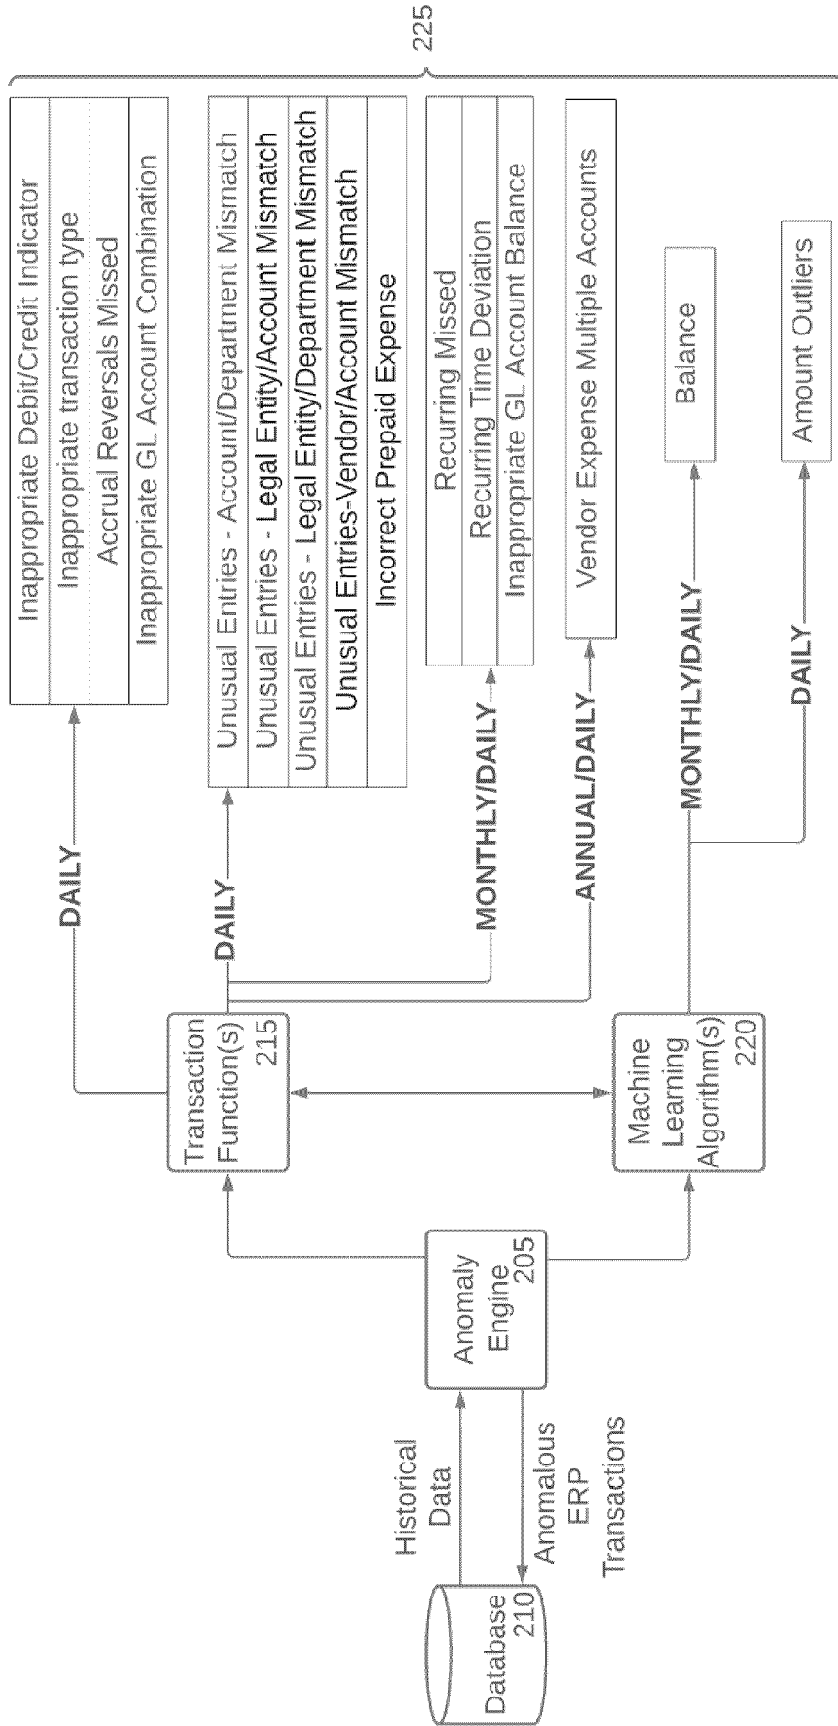 Database
210
Historical
Data
Anomalous
ERP
Transactions
Anomaly
Engine
205
Transaction
Function(s)
215
Machine
Learning
Algorithm(s)
220
DAILY
Inappropriate Debit/Credit Indicator
Inappropriate transaction type
Accrual Reversals Missed
Inappropriate GL Account Combination
DAILY
Unusual Entries - Account/Department Mismatch
Unusual Entries - Legal Entity/Account Mismatch
Unusual Entries - Legal Entity/Department Mismatch
Unusual Entries-Vendor/Account Mismatch
Incorrect Prepaid Expense
MONTHLY/DAILY
Recurring Missed
Recurring Time Deviation
Inappropriate GL Account Balance
ANNUAL/DAILY
Vendor Expense Multiple Accounts
MONTHLY/DAILY
Balance
DAILY
Amount Outliers
225